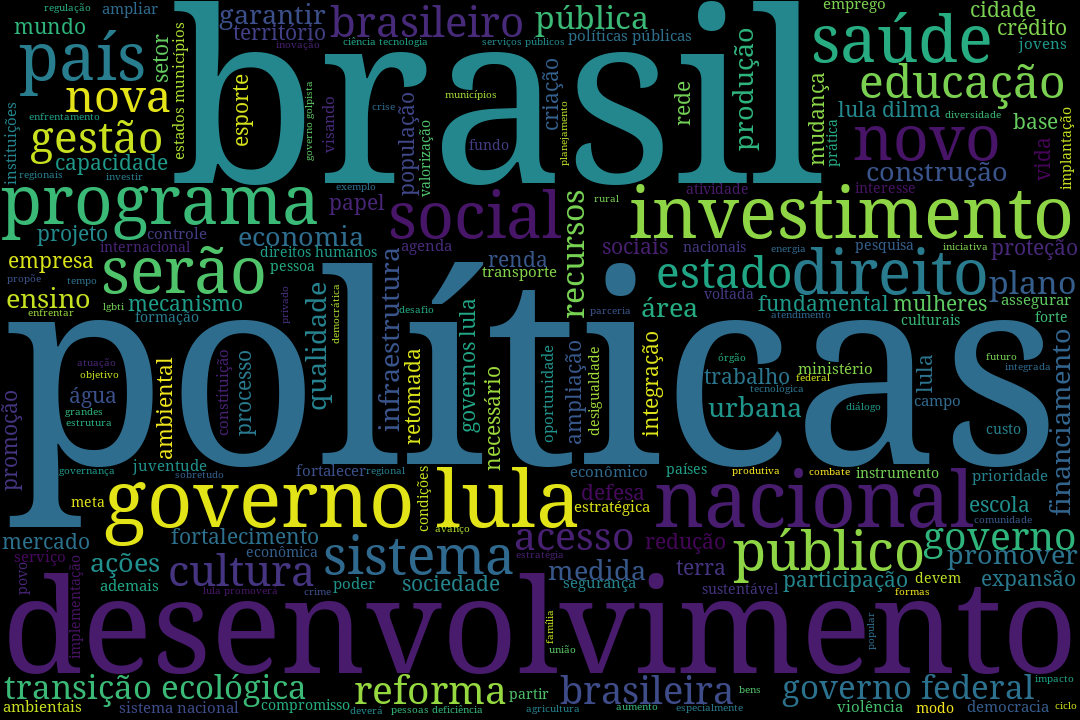 regulação
ampliar
garantir
brasileiro
pública
emprego
cidade
mundo
território
inovação
ciência tecnologia
serviços públicos
políticas públicas
crédito
jovens
país
setor
estados municípios
brasil
saúde
educação
nova
esporte
governo golpista
visando
crise
população
municípios
criação
rede
produção
mudança
lula dilma
diversidade
base
enfrentamento
instituições
gestão
valorização
fundo
planejamento
prática
novo
vida
implantação
capacidade
regionais
investir
construção
programa
exemplo
papel
social
rural
atividade
interesse
investimento
projeto
controle
internacional
economia
direitos humanos
agenda
recursos
sociais
nacionais
energia
pesquisa
iniciativa
proteção
empresa
propõe
tempo
serão
pessoa
renda
transporte
estado
direito
plano
ensino
enfrentar
lgbti
mecanismo
formação
privado
qualidade
democrática
infraestrutura
desafio
parceria
área
voltada
fundamental
atendimento
mulheres
culturais
assegurar
forte
políticas
atuação
objetivo
água
grandes
estrutura
ambiental
constituição
processo
retomada
governos lula
necessário
oportunidade
ampliação
desigualdade
integração
órgão
trabalho
tecnológica
ministério
federal
urbana
diálogo
lula
campo
futuro
integrada
custo
financiamento
promoção
governança
juventude
sobretudo
fortalecer
regional
econômico
países
produtiva
combate
instrumento
prioridade
meta
governo lula
condições
avanço
defesa
estratégica
nacional
escola
comunidade
mercado
fortalecimento
acesso
redução
público
governo
serviço
povo
ações
econômica
sistema
estratégia
medida
terra
promover
implementação
ademais
cultura
lula promoverá
crime
poder
sociedade
segurança
sustentável
participação
devem
formas
expansão
desenvolvimento
família
união
popular
transição ecológica
reforma
partir
brasileira
bens
governo federal
impacto
ambientais
sistema nacional
compromisso
deverá
pessoas deficiência
agricultura
aumento
especialmente
violência
modo
democracia
ciclo